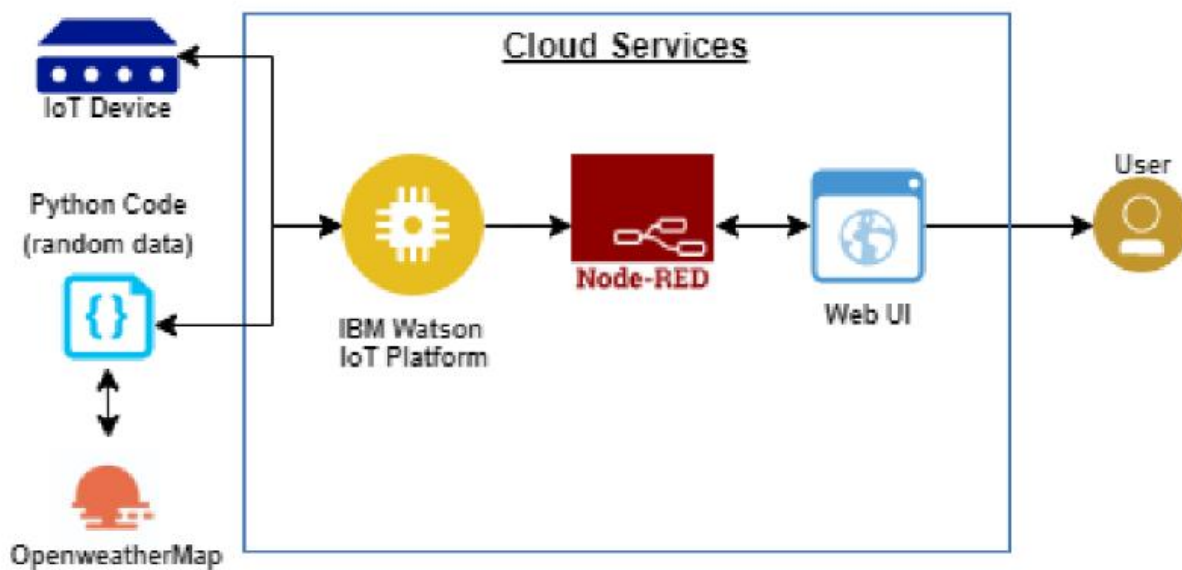 Cloud Services
IoT Device
Python Code
(random data)
User
Node-RED
Web UI
IBM Watson
IoT Platform
OpenweatherMap